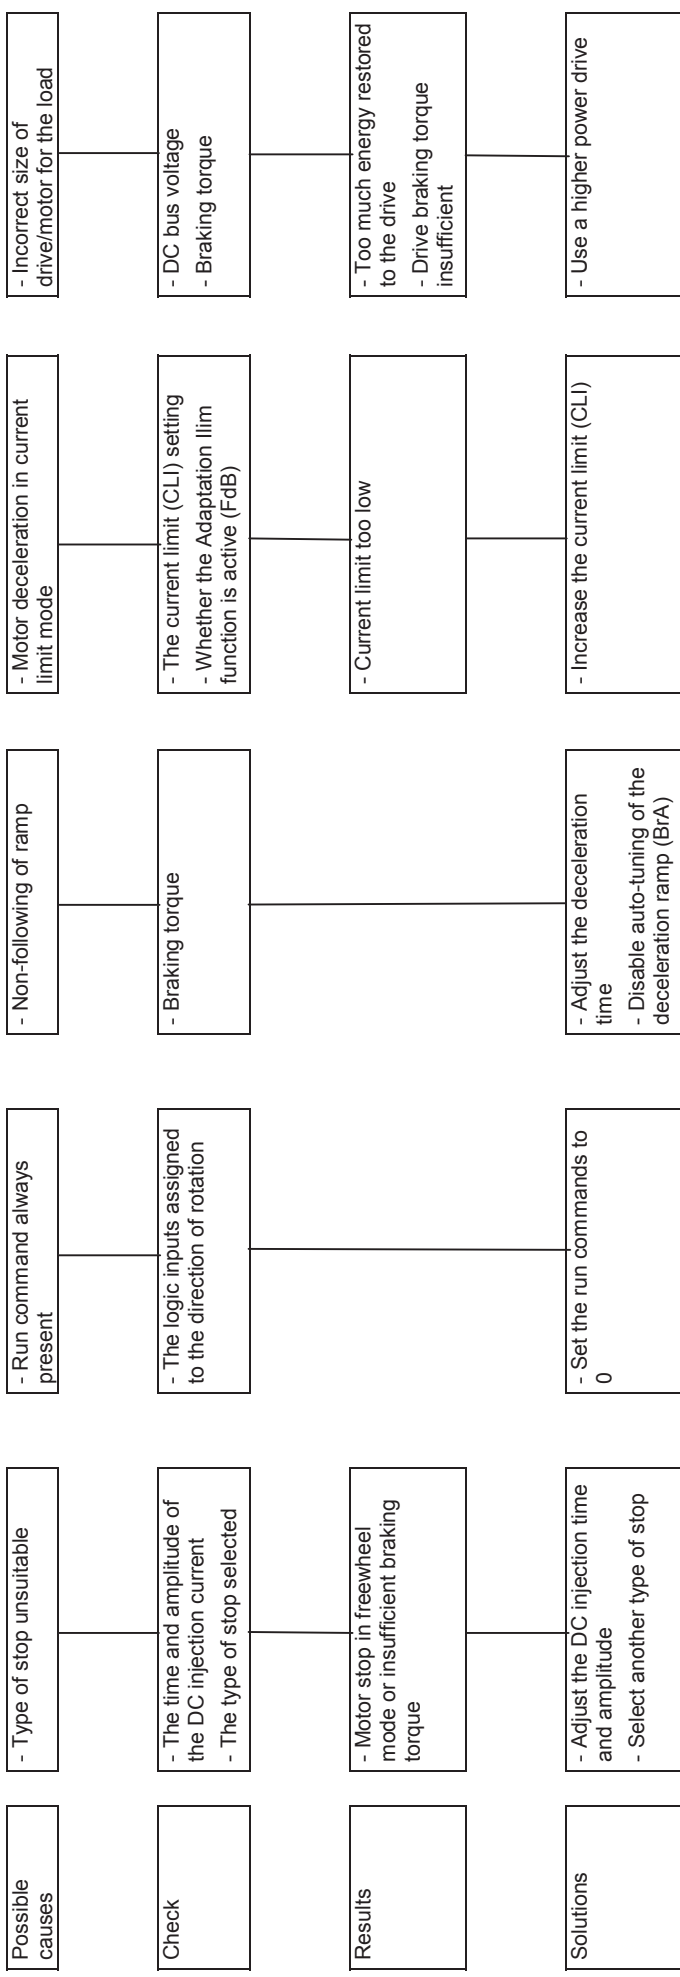 Possible
causes
- Type of stop unsuitable
- Run command always
present
- Non-following of ramp
- Motor deceleration in current
limit mode
- Incorrect size of
drive/motor for the load
Check
- The time and amplitude of
the DC injection current
- The type of stop selected
- The logic inputs assigned
to the direction of rotation
- Braking torque
- The current limit (CLI) setting
- Whether the Adaptation Ilim
function is active (FdB)
- DC bus voltage
- Braking torque
Results
- Motor stop in freewheel
mode or insufficient braking
torque
- Current limit too low
- Too much energy restored
to the drive
- Drive braking torque
insufficient
Solutions
- Adjust the DC injection time
and amplitude
- Select another type of stop
- Set the run commands to
0
- Adjust the deceleration
time
- Disable auto-tuning of the
deceleration ramp (BrA)
- Increase the current limit (CLI)
- Use a higher power drive